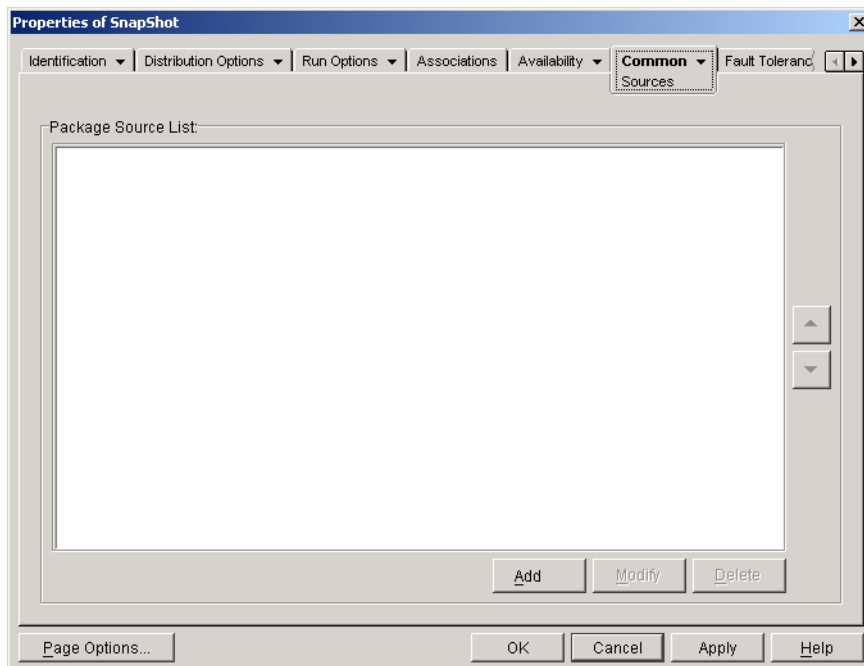 Properties of SnapShot
Identification Distribution Options Run Options Associations Availability Common Fault Toleranc
Sources
Package Source List:
Add Modify Delete
Page Options... OK Cancel Apply Help